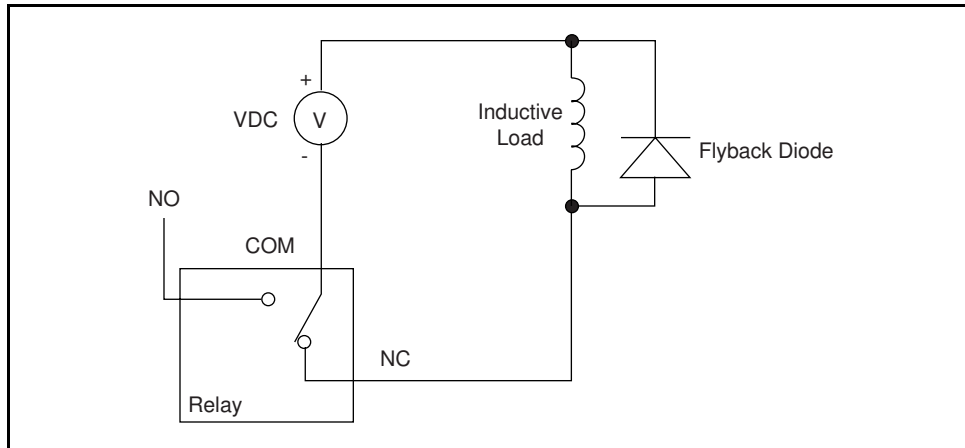 +
VDC
V
-
Inductive
Load
Flyback Diode
NO
COM
NC
Relay